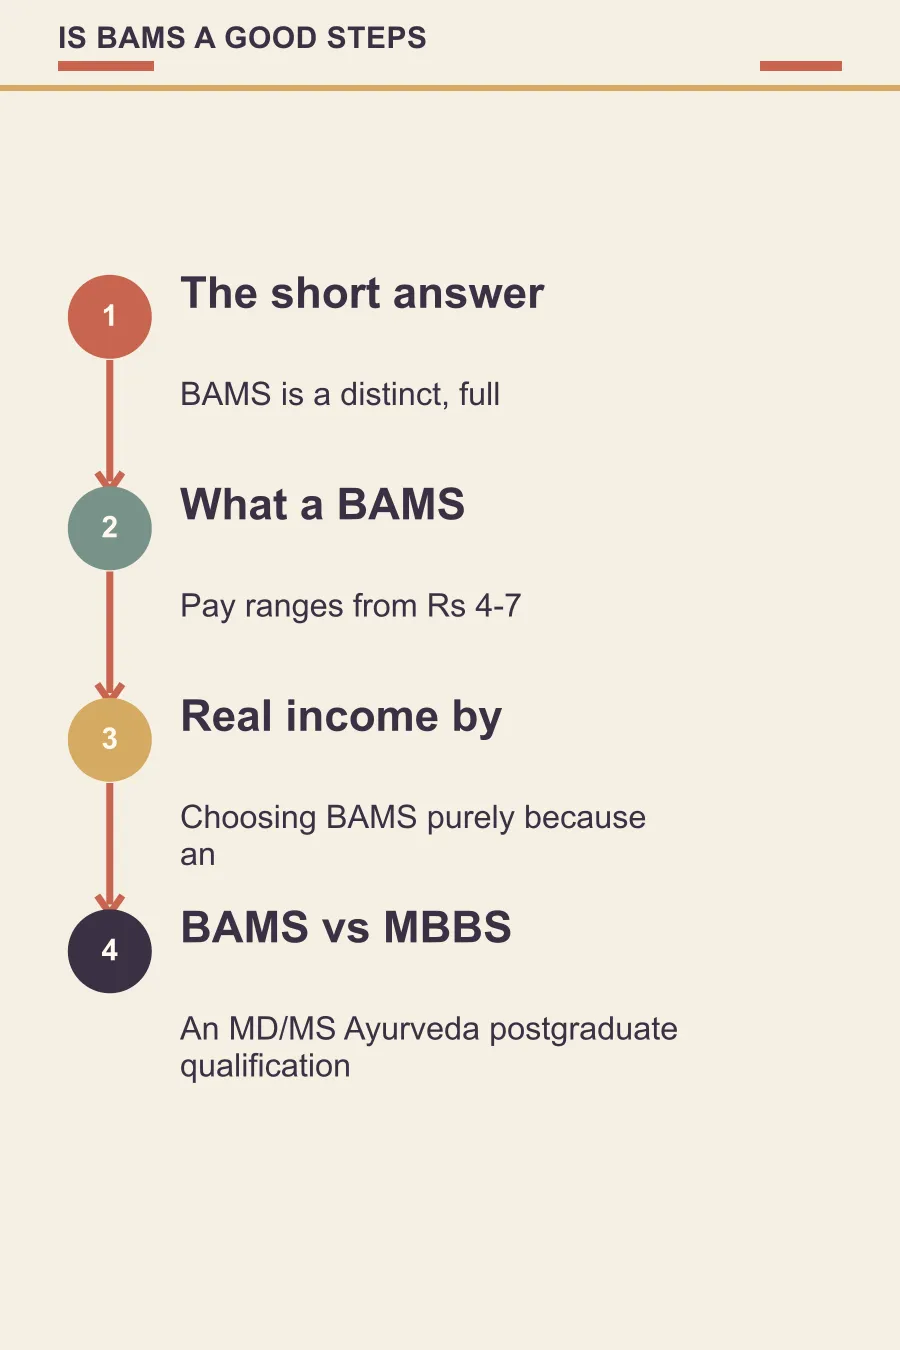 IS BAMS A GOOD STEPS
1
The short answer
BAMS is a distinct, full
2
What a BAMS
Pay ranges from Rs 4-7
3
Real income by
Choosing BAMS purely because
an
4
BAMS vs MBBS
An MD/MS Ayurveda postgraduate
qualification